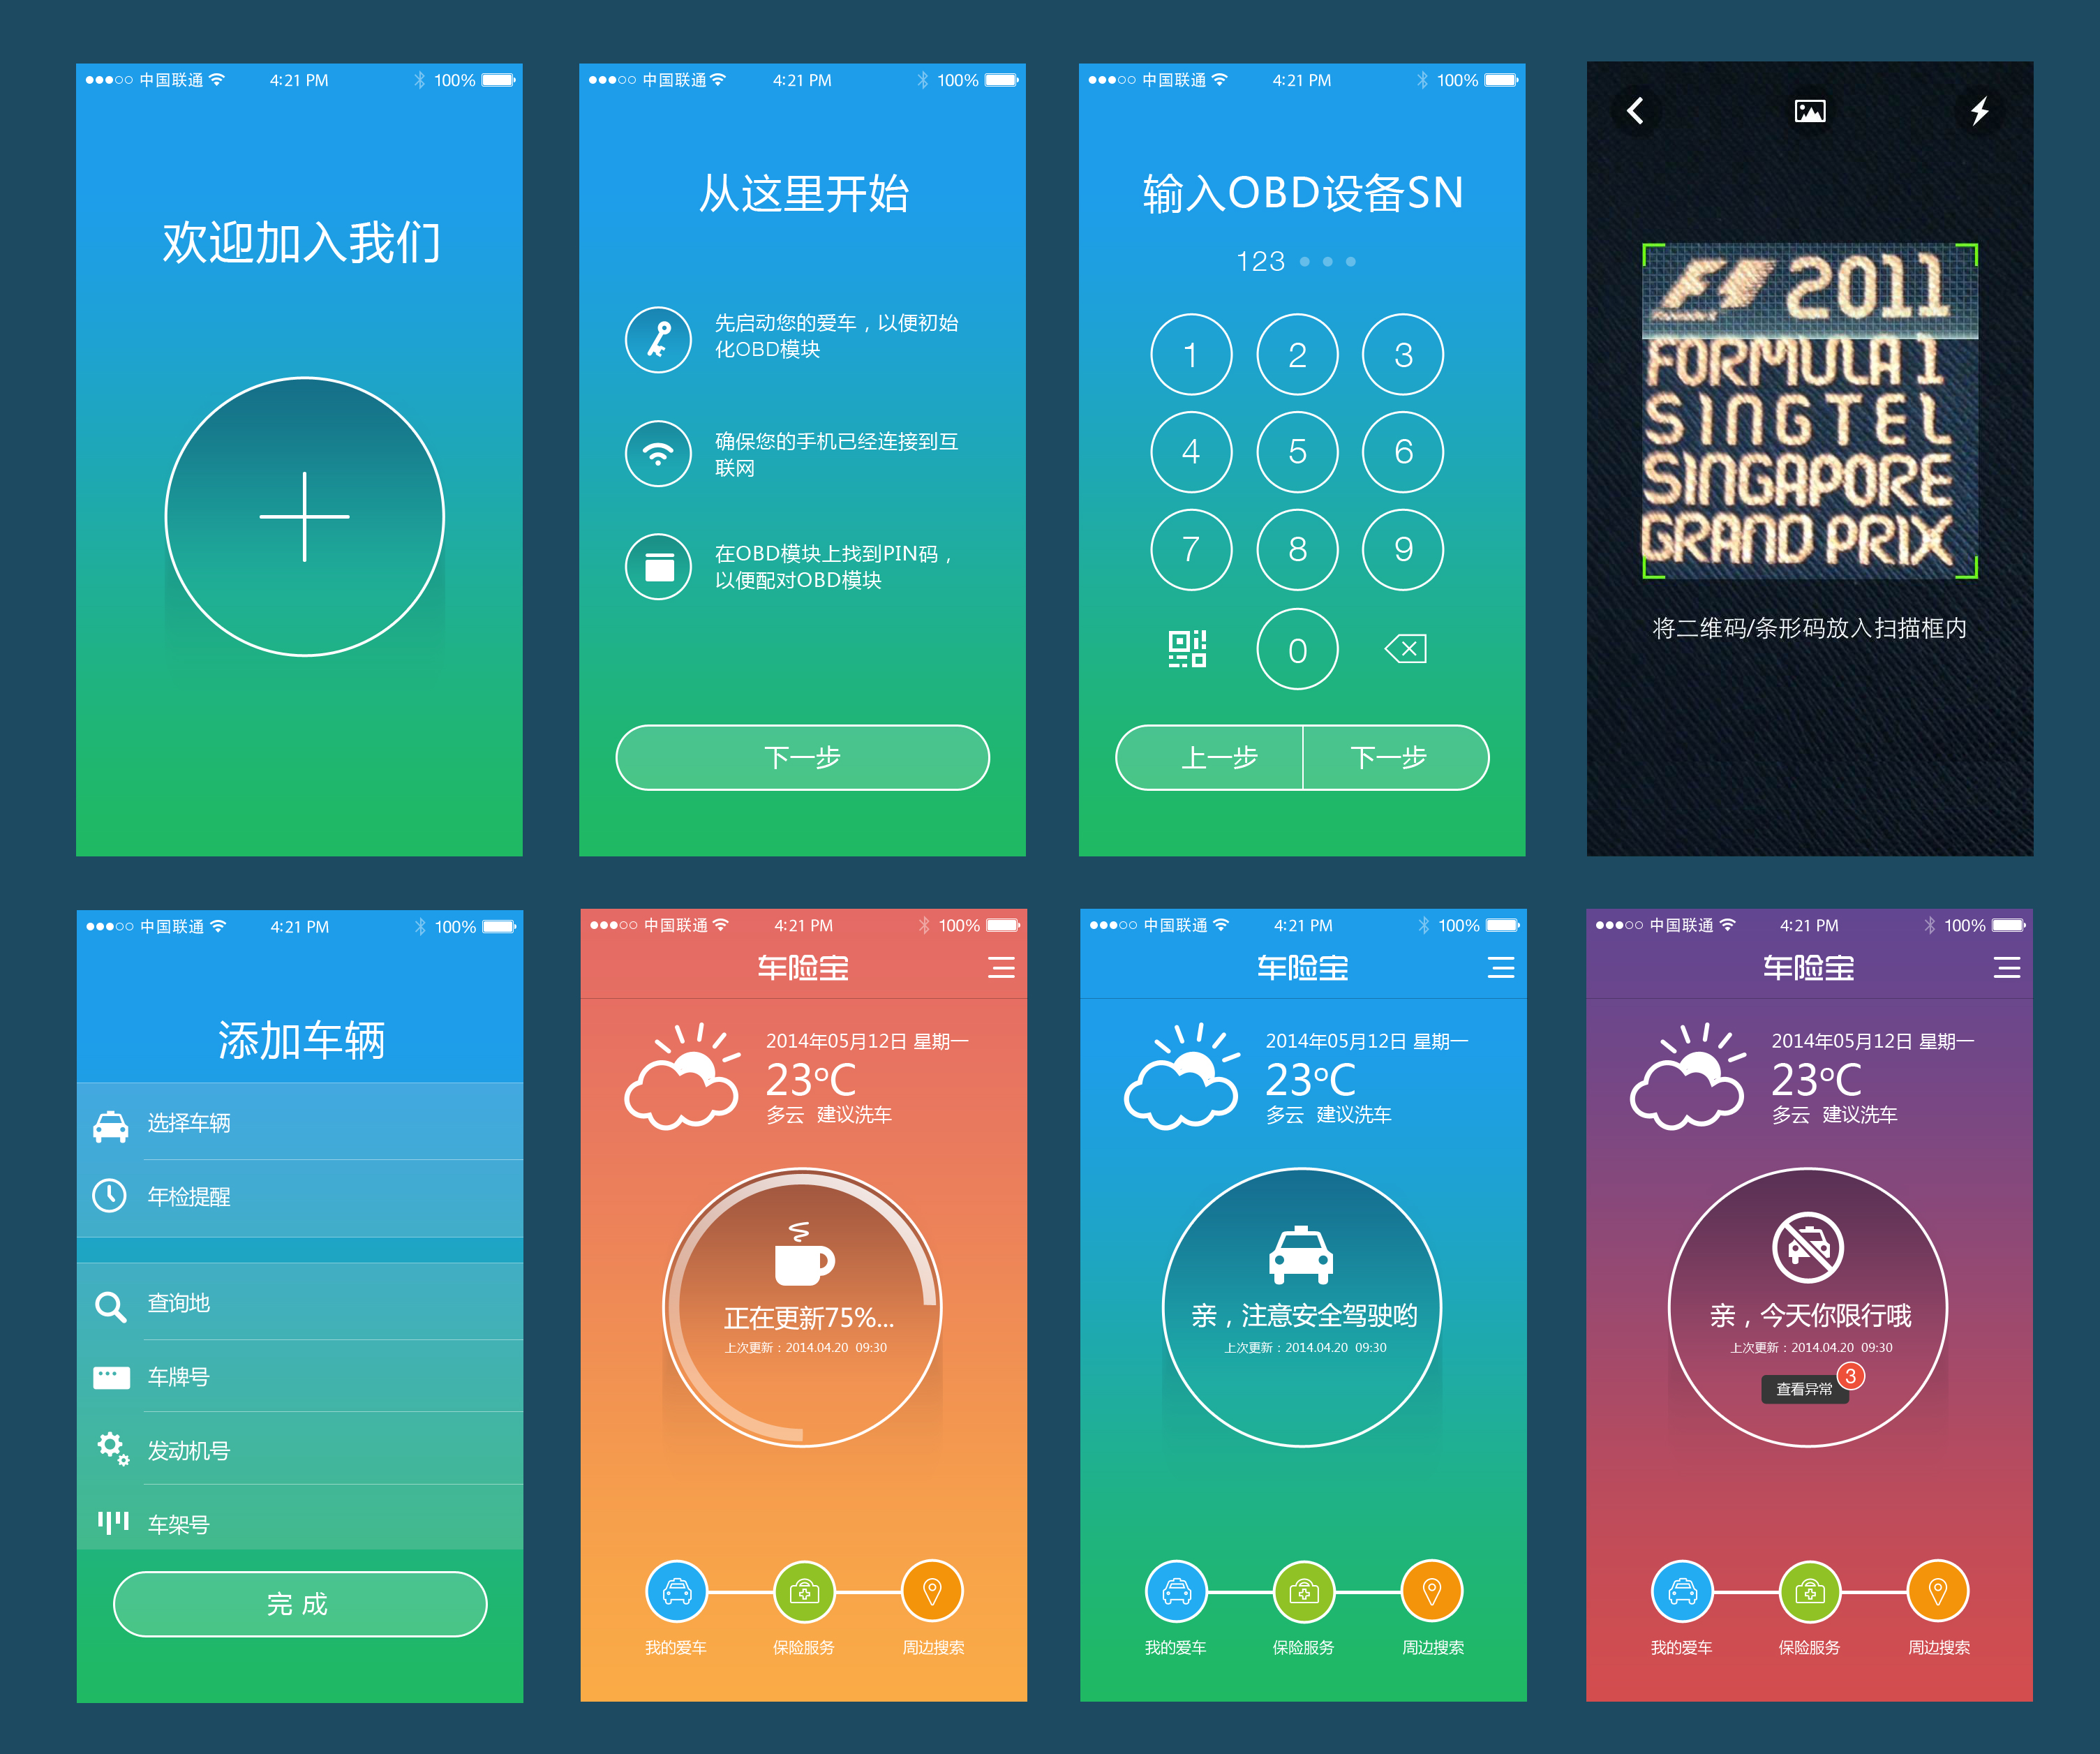 中国联通 4:21 PM 100%
欢迎加入我们
中国联通 4:21 PM 100%
从这里开始
先启动您的爱车，以便初始
化OBD模块
确保您的手机已经连接到互
联网
在OBD模块上找到PIN码，
以便配对OBD模块
下一步
中国联通 4:21 PM 100%
输入OBD设备SN
123
1 2 3
4 5 6
7 8 9
0
上一步 下一步
F1 2011
FORMULA 1
SINGTEL
SINGAPORE
GRAND PRIX
将二维码/条形码放入扫描框内
中国联通 4:21 PM 100%
添加车辆
选择车辆
年检提醒
查询地
车牌号
发动机号
车架号
完 成
中国联通 4:21 PM 100%
车险宝
2014年05月12日 星期一
23°C
多云 建议洗车
正在更新75%...
上次更新：2014.04.20 09:30
我的爱车 保险服务 周边搜索
中国联通 4:21 PM 100%
车险宝
2014年05月12日 星期一
23°C
多云 建议洗车
亲，注意安全驾驶哟
上次更新：2014.04.20 09:30
我的爱车 保险服务 周边搜索
中国联通 4:21 PM 100%
车险宝
2014年05月12日 星期一
23°C
多云 建议洗车
亲，今天你限行哦
上次更新：2014.04.20 09:30
3
查看异常
我的爱车 保险服务 周边搜索